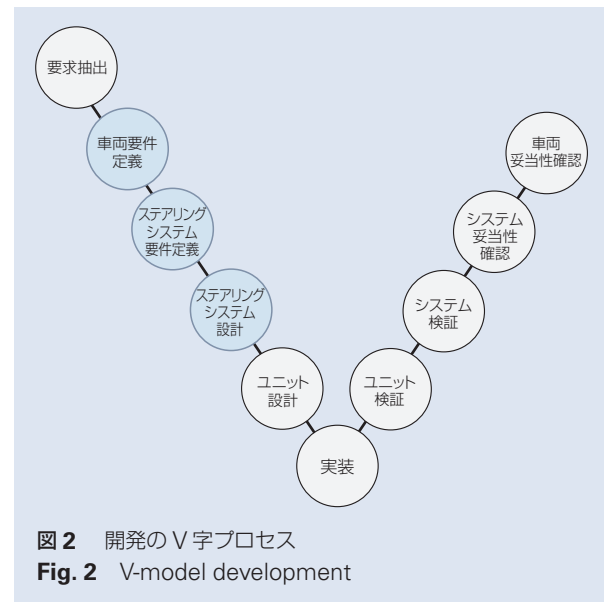 要求抽出
車両要件
定義
ステアリング
システム
要件定義
ステアリング
システム
設計
ユニット
設計
実装
ユニット
検証
システム
検証
システム
妥当性
確認
車両
妥当性確認
図2 開発のV字プロセス
Fig. 2 V-model development